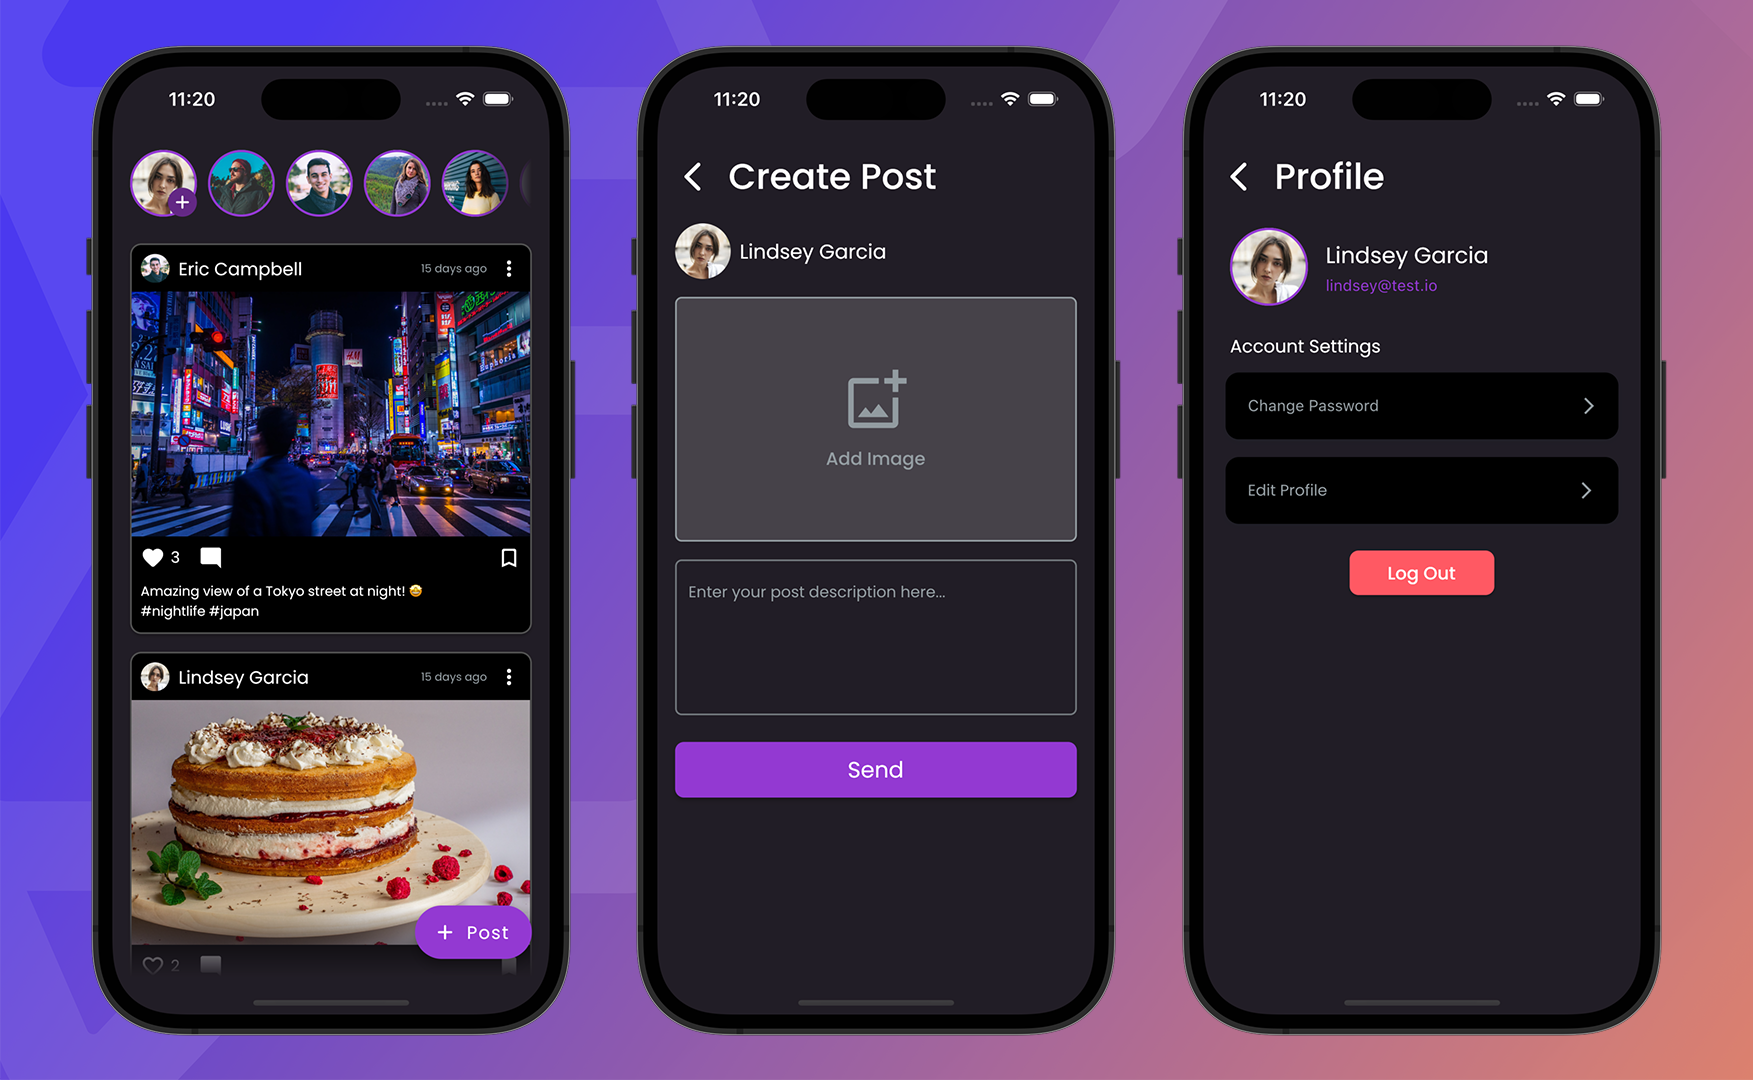 11:20
Eric Campbell
15 days ago
H&M
3
Amazing view of a Tokyo street at night! 🤩
#nightlife #japan
Lindsey Garcia
15 days ago
+ Post
2
11:20
Create Post
Lindsey Garcia
Add Image
Enter your post description here...
Send
11:20
Profile
Lindsey Garcia
lindsey@test.io
Account Settings
Change Password
Edit Profile
Log Out